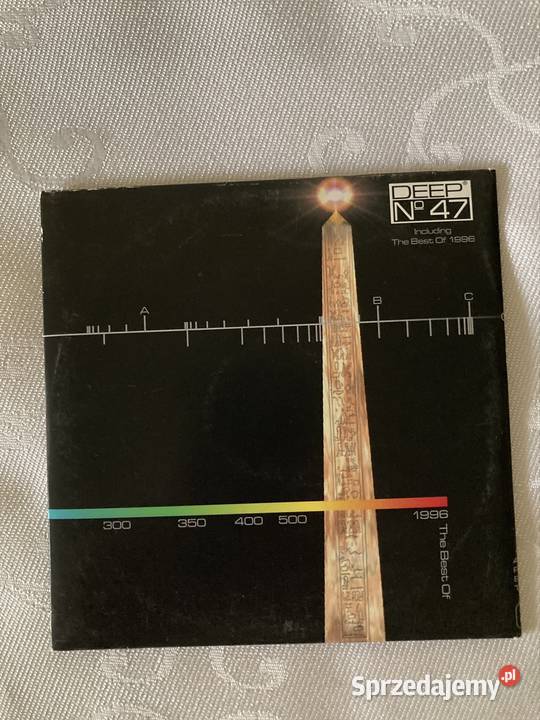 DEEP®
Nº 47
Including
The Best Of 1996
A
B
C
300
350
400
500
1996
The Best Of
Sprzedajemy.pl